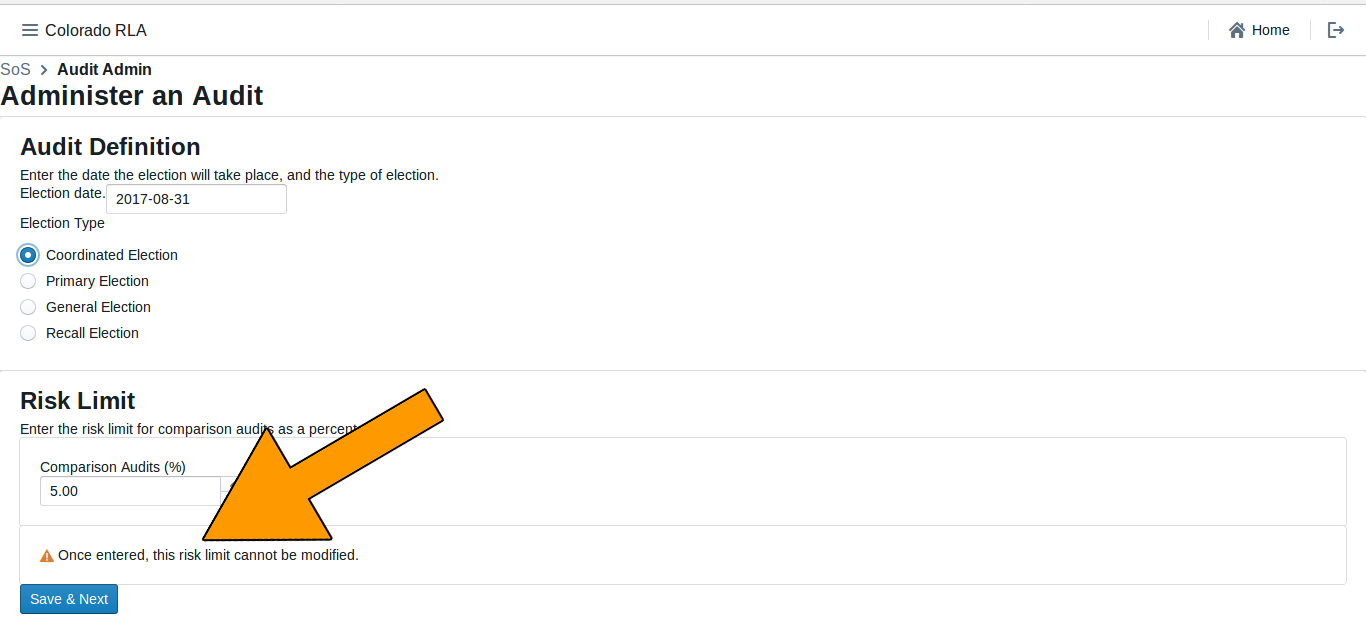 Colorado RLA
Home
SoS > Audit Admin
Administer an Audit
Audit Definition
Enter the date the election will take place, and the type of election.
Election date. 2017-08-31
Election Type
Coordinated Election
Primary Election
General Election
Recall Election
Risk Limit
Enter the risk limit for comparison audits as a percent
Comparison Audits (%)
5.00
Once entered, this risk limit cannot be modified.
Save & Next